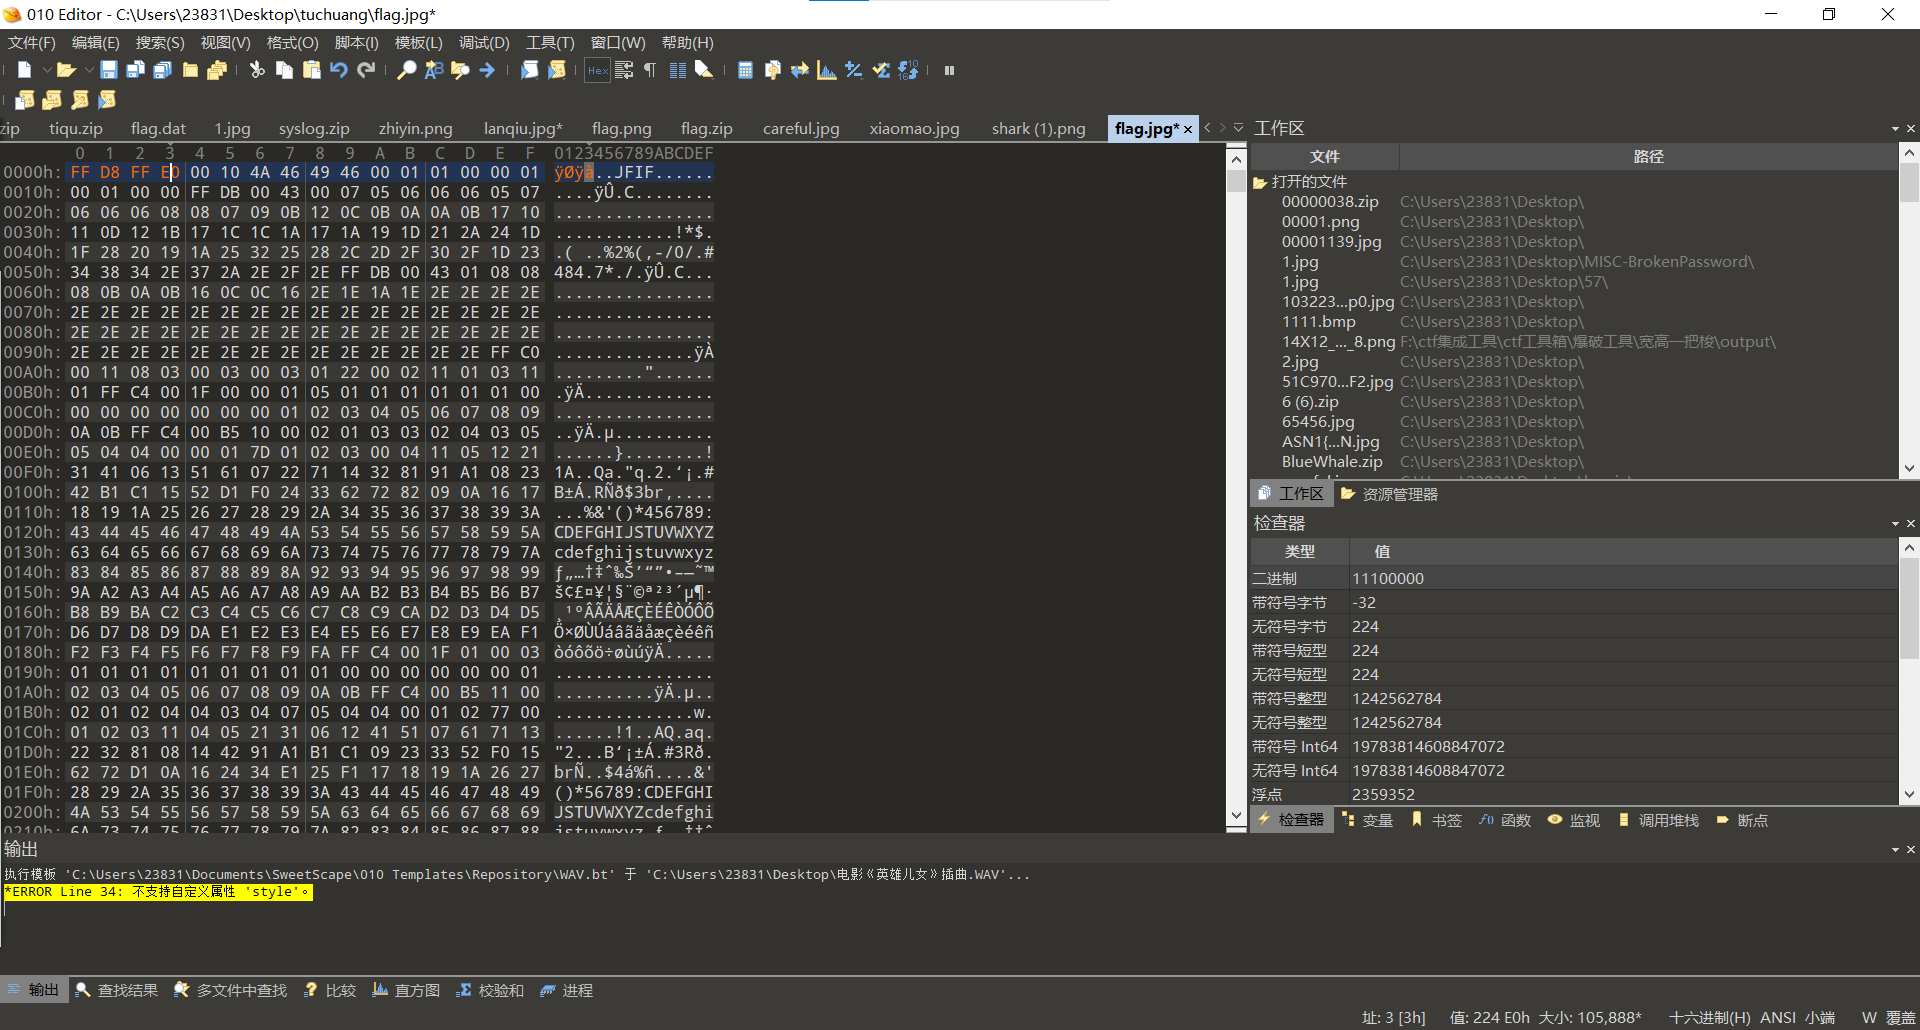 010 Editor - C:\Users\23831\Desktop\tuchuang\flag.jpg*
文件(F) 编辑(E) 搜索(S) 视图(V) 格式(O) 脚本(I) 模板(L) 调试(D) 工具(T) 窗口(W) 帮助(H)
zip tiqu.zip flag.dat 1.jpg syslog.zip zhiyin.png lanqiu.jpg* flag.png flag.zip careful.jpg xiaomao.jpg shark (1).png flag.jpg*
0 1 2 3 4 5 6 7 8 9 A B C D E F 0123456789ABCDEF
0000h: FF D8 FF E0 00 10 4A 46 49 46 00 01 01 00 00 01 ÿØÿà..JFIF......
0010h: 00 01 00 00 FF DB 00 43 00 07 05 06 06 06 05 07 ....ÿÛ.C........
0020h: 06 06 06 08 08 07 09 0B 12 0C 0B 0A 0A 0B 17 10 ................
0030h: 11 0D 12 1B 17 1C 1C 1A 17 1A 19 1D 21 2A 24 1D ............!*$.
0040h: 1F 28 20 19 1A 25 32 25 28 2C 2D 2F 30 2F 1D 23 .( ..%2%(,-/0/.#
0050h: 34 38 34 2E 37 2A 2E 2F 2E FF DB 00 43 01 08 08 484.7*./.ÿÛ.C...
0060h: 08 0B 0A 0B 16 0C 0C 16 2E 1E 1A 1E 2E 2E 2E 2E ................
0070h: 2E 2E 2E 2E 2E 2E 2E 2E 2E 2E 2E 2E 2E 2E 2E 2E ................
0080h: 2E 2E 2E 2E 2E 2E 2E 2E 2E 2E 2E 2E 2E 2E 2E 2E ................
0090h: 2E 2E 2E 2E 2E 2E 2E 2E 2E 2E 2E 2E 2E 2E FF C0 ..............ÿÀ
00A0h: 00 11 08 03 00 03 00 03 01 22 00 02 11 01 03 11 ........."......
00B0h: 01 FF C4 00 1F 00 00 01 05 01 01 01 01 01 01 00 .ÿÄ.............
00C0h: 00 00 00 00 00 00 00 01 02 03 04 05 06 07 08 09 ................
00D0h: 0A 0B FF C4 00 B5 10 00 02 01 03 03 02 04 03 05 ..ÿÄ.µ..........
00E0h: 05 04 04 00 00 01 7D 01 02 03 00 04 11 05 12 21 ......}........!
00F0h: 31 41 06 13 51 61 07 22 71 14 32 81 91 A1 08 23 1A..Qa."q.2.‘¡.#
0100h: 42 B1 C1 15 52 D1 F0 24 33 62 72 82 09 0A 16 17 B±Á.RÑð$3br‚....
0110h: 18 19 1A 25 26 27 28 29 2A 34 35 36 37 38 39 3A ...%&'()*456789:
0120h: 43 44 45 46 47 48 49 4A 53 54 55 56 57 58 59 5A CDEFGHIJSTUVWXYZ
0130h: 63 64 65 66 67 68 69 6A 73 74 75 76 77 78 79 7A cdefghijstuvwxyz
0140h: 83 84 85 86 87 88 89 8A 92 93 94 95 96 97 98 99 ƒ„…†‡ˆ‰Š’“”•–—˜™
0150h: 9A A2 A3 A4 A5 A6 A7 A8 A9 AA B2 B3 B4 B5 B6 B7 š¢£¤¥¦§¨©ª²³´µ¶·
0160h: B8 B9 BA C2 C3 C4 C5 C6 C7 C8 C9 CA D2 D3 D4 D5 ¸¹ºÂÃÄÅÆÇÈÉÊÒÓÔÕ
0170h: D6 D7 D8 D9 DA E1 E2 E3 E4 E5 E6 E7 E8 E9 EA F1 Ö×ØÙÚáâãäåæçèéêñ
0180h: F2 F3 F4 F5 F6 F7 F8 F9 FA FF C4 00 1F 01 00 03 òóôõö÷øùúÿÄ.....
0190h: 01 01 01 01 01 01 01 01 01 00 00 00 00 00 00 01 ................
01A0h: 02 03 04 05 06 07 08 09 0A 0B FF C4 00 B5 11 00 ..........ÿÄ.µ..
01B0h: 02 01 02 04 04 03 04 07 05 04 04 00 01 02 77 00 ..............w.
01C0h: 01 02 03 11 04 05 21 31 06 12 41 51 07 61 71 13 ......!1..AQ.aq.
01D0h: 22 32 81 08 14 42 91 A1 B1 C1 09 23 33 52 F0 15 "2...B‘¡±Á.#3Rð.
01E0h: 62 72 D1 0A 16 24 34 E1 25 F1 17 18 19 1A 26 27 brÑ..$4á%ñ....&'
01F0h: 28 29 2A 35 36 37 38 39 3A 43 44 45 46 47 48 49 ()*56789:CDEFGHI
0200h: 4A 53 54 55 56 57 58 59 5A 63 64 65 66 67 68 69 JSTUVWXYZcdefghi
0210h: 6A 73 74 75 76 77 78 79 7A 82 83 84 85 86 87 88
工作区
文件 路径
打开的文件
00000038.zip C:\Users\23831\Desktop\
00001.png C:\Users\23831\Desktop\
00001139.jpg C:\Users\23831\Desktop\
1.jpg C:\Users\23831\Desktop\MISC-BrokenPassword\
1.jpg C:\Users\23831\Desktop\57\
103223...p0.jpg C:\Users\23831\Desktop\
1111.bmp C:\Users\23831\Desktop\
14X12_..._8.png F:\ctf集成工具\ctf工具箱\爆破工具\宽高一把梭\output\
2.jpg C:\Users\23831\Desktop\
51C970...F2.jpg C:\Users\23831\Desktop\
6 (6).zip C:\Users\23831\Desktop\
65456.jpg C:\Users\23831\Desktop\
ASN1{...N.jpg C:\Users\23831\Desktop\
BlueWhale.zip C:\Users\23831\Desktop\
工作区 资源管理器
检查器
类型 值
二进制 11100000
带符号字节 -32
无符号字节 224
带符号短型 224
无符号短型 224
带符号整型 1242562784
无符号整型 1242562784
带符号 Int64 19783814608847072
无符号 Int64 19783814608847072
浮点 2359352
检查器 变量 书签 函数 监视 调用堆栈 断点
输出
执行模板 'C:\Users\23831\Documents\SweetScape\010 Templates\Repository\WAV.bt' 于 'C:\Users\23831\Desktop\电影《英雄儿女》插曲.WAV'...
*ERROR Line 34: 不支持自定义属性 'style'。
输出 查找结果 多文件中查找 比较 直方图 校验和 进程
址: 3 [3h] 值: 224 E0h 大小: 105,888* 十六进制(H) ANSI 小端 W 覆盖